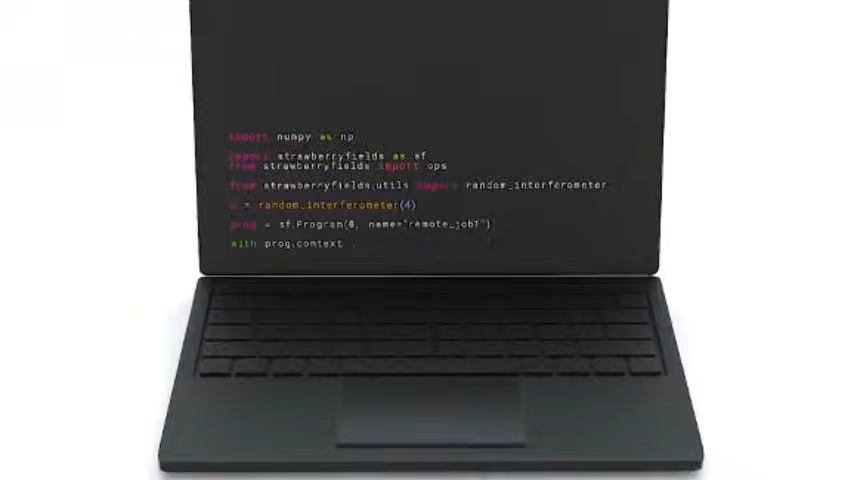 import numpy as np
import strawberryfields as sf
from strawberryfields import ops
from strawberryfields.utils import random_interferometer
= random_interferometer(4)
prog = sf.Program(8, name="remote_job1")
with prog.context